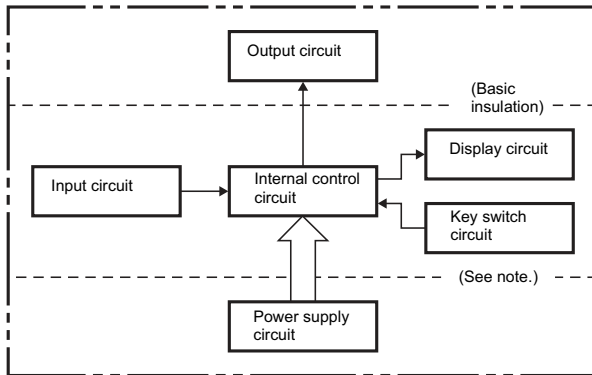 Output circuit
(Basic
insulation)
Display circuit
Input circuit
Internal control
circuit
Key switch
circuit
(See note.)
Power supply
circuit